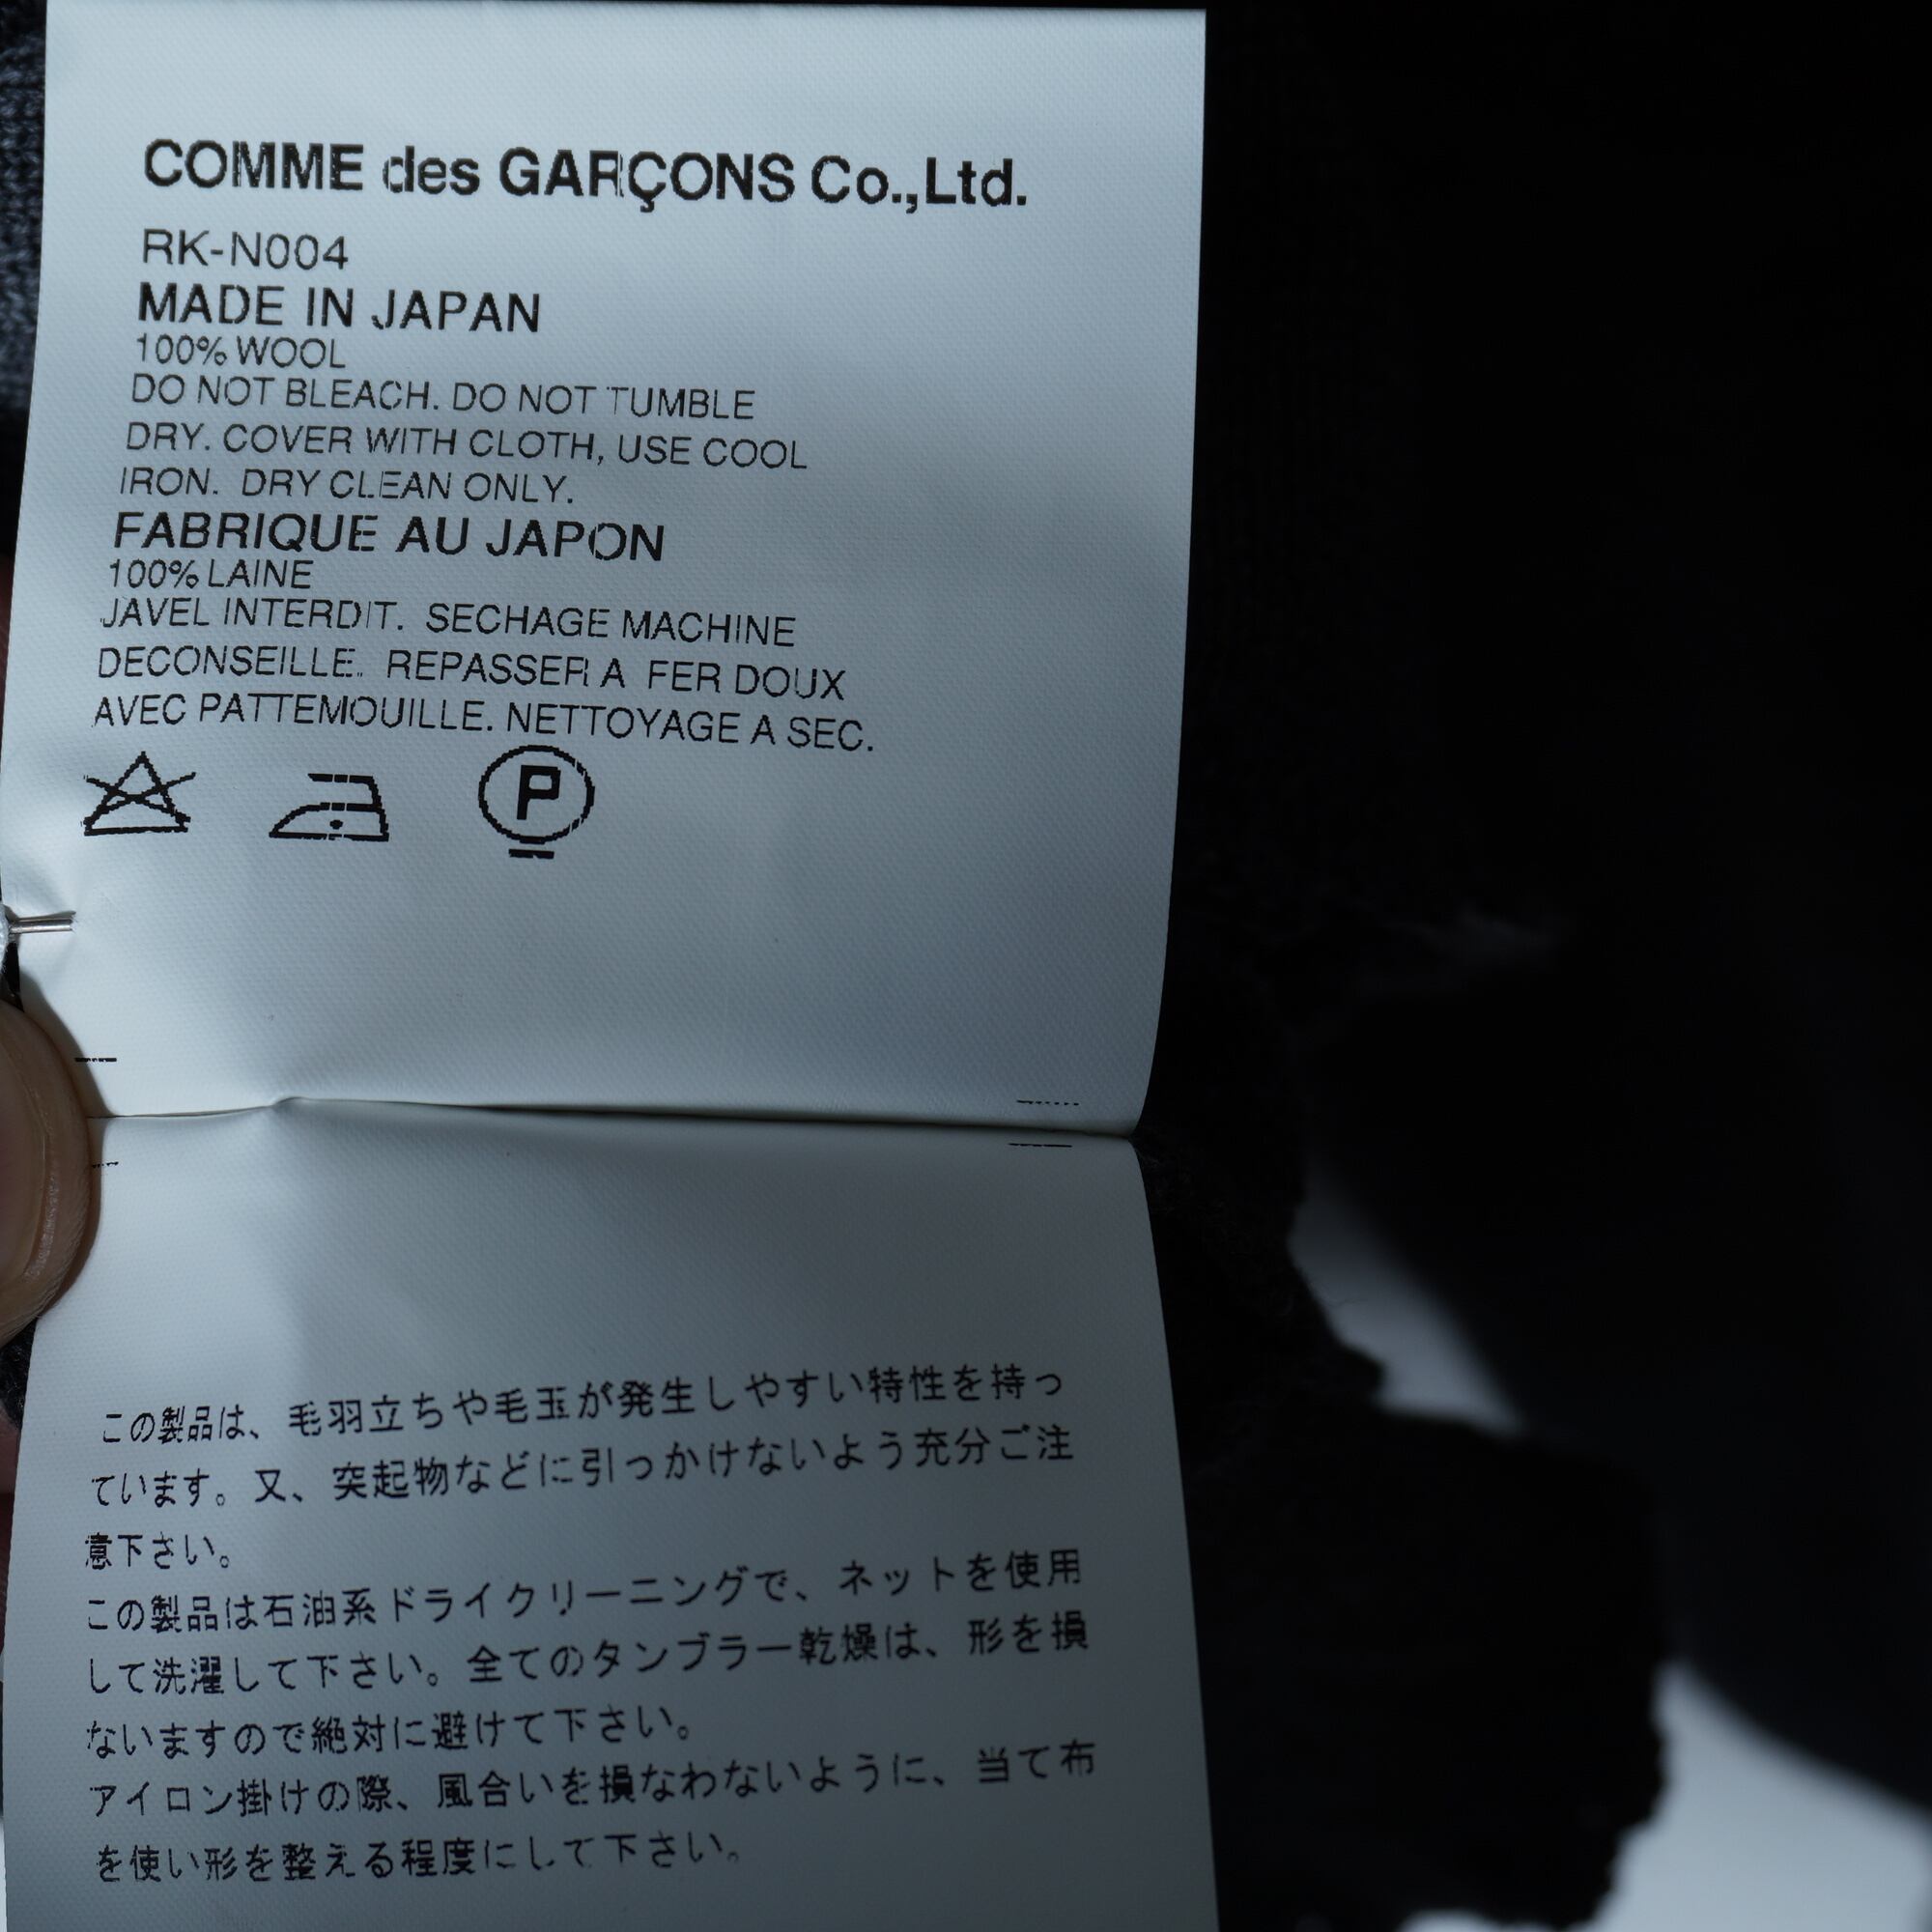 COMME des GARÇONS Co.,Ltd.
RK-N004
MADE IN JAPAN
100% WOOL
DO NOT BLEACH. DO NOT TUMBLE
DRY. COVER WITH CLOTH, USE COOL
IRON. DRY CLEAN ONLY.
FABRIQUE AU JAPON
100% LAINE
JAVEL INTERDIT. SECHAGE MACHINE
DECONSEILLE. REPASSER A FER DOUX
AVEC PATTEMOUILLE. NETTOYAGE A SEC.
P
この製品は、毛羽立ちや毛玉が発生しやすい特性を持っ
ています。又、突起物などに引っかけないよう充分ご注
意下さい。
この製品は石油系ドライクリーニングで、ネットを使用
して洗濯して下さい。全てのタンブラー乾燥は、形を損
ないますので絶対に避けて下さい。
アイロン掛けの際、風合いを損なわないように、当て布
を使い形を整える程度にして下さい。